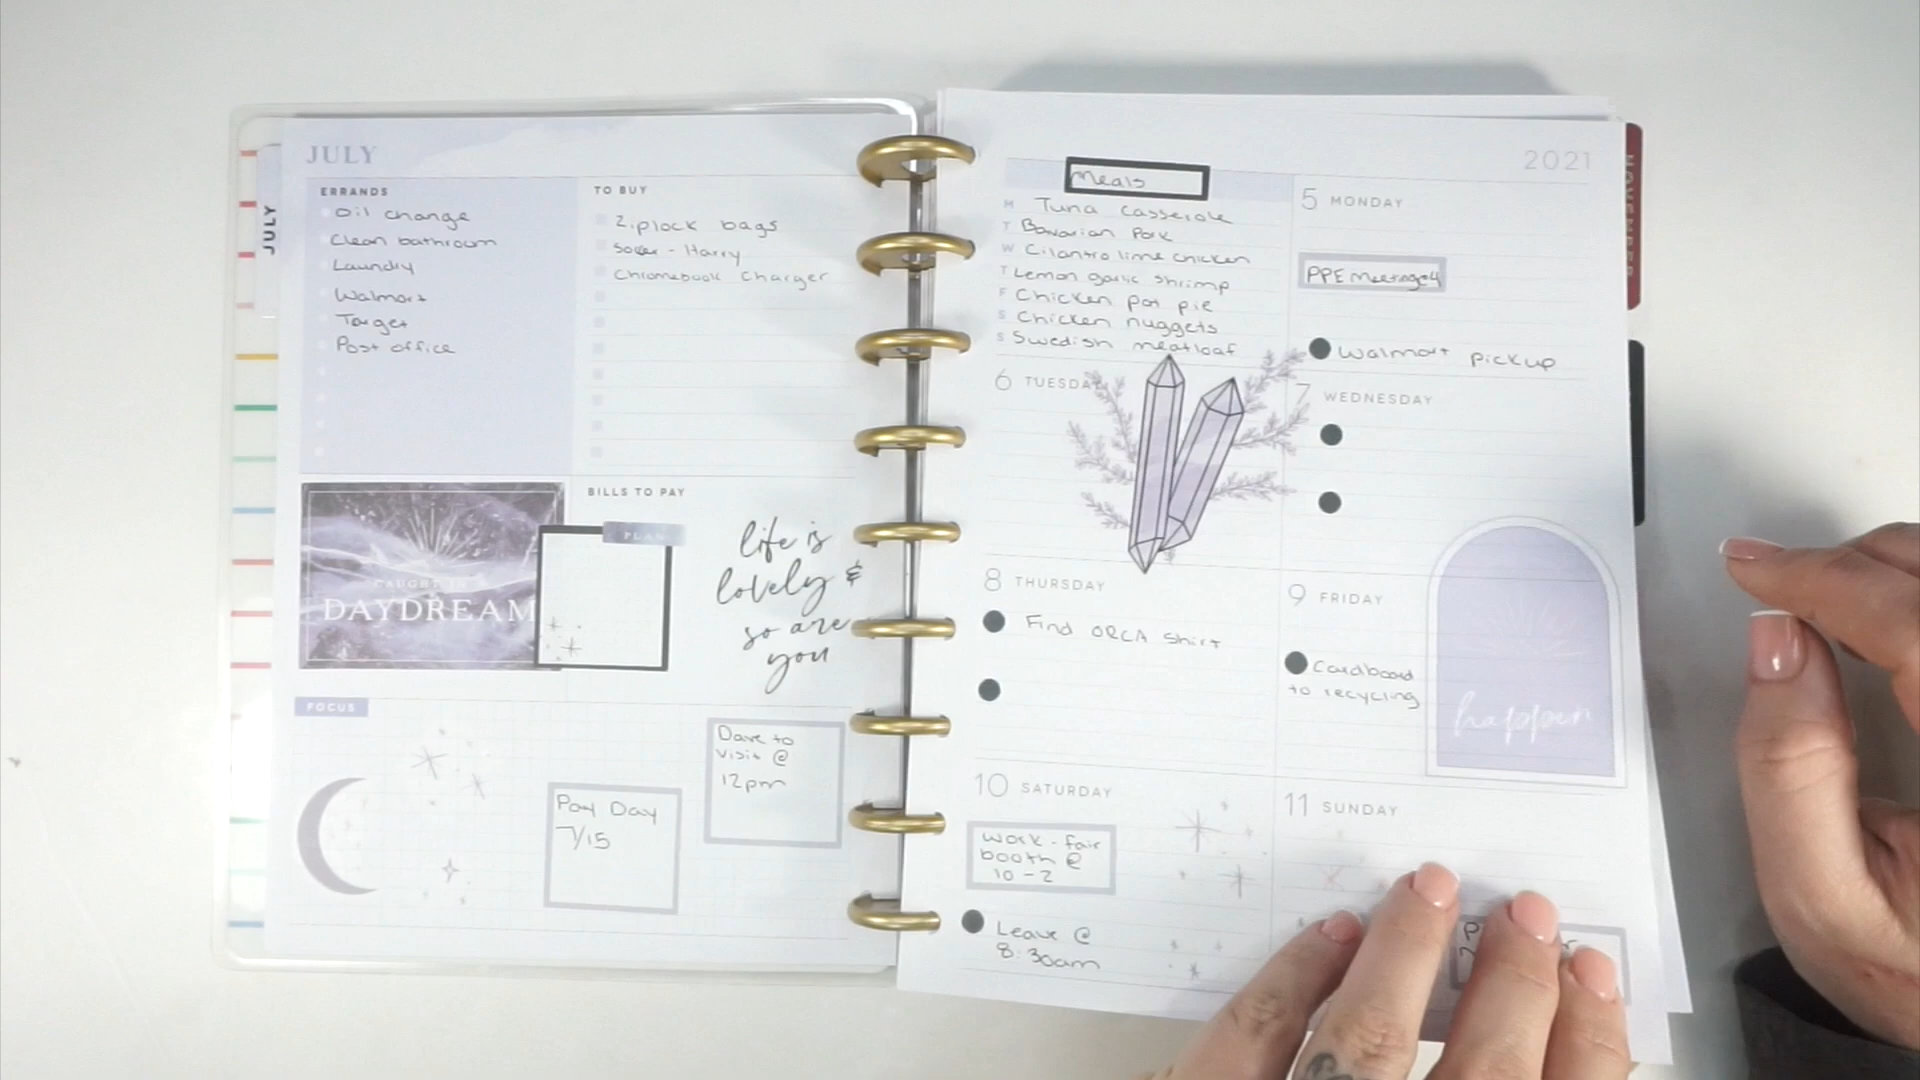 JULY
JULY
ERRANDS
Oil change
Clean bathroom
Laundry
Walmart
Target
Post office
TO BUY
Ziplock bags
Soccer - Harry
Chromebook charger
BILLS TO PAY
PLAN
CAUGHT IN A
DAYDREAM
life is
lovely &
so are
you
FOCUS
Pay Day
7/15
Dave to
visit @
12pm
2021
Meals
M Tuna casserole
T Bavarian Pork
W Cilantro lime chicken
T Lemon garlic shrimp
F Chicken pot pie
S Chicken nuggets
S Swedish meatloaf
5 MONDAY
PPE Meeting @4
Walmart pickup
6 TUESDAY
7 WEDNESDAY
8 THURSDAY
Find ORCA shirt
9 FRIDAY
Cardboard
to recycling
happen
10 SATURDAY
Work - fair
booth @
10-2
Leave @
8:30am
11 SUNDAY
NOVEMBER